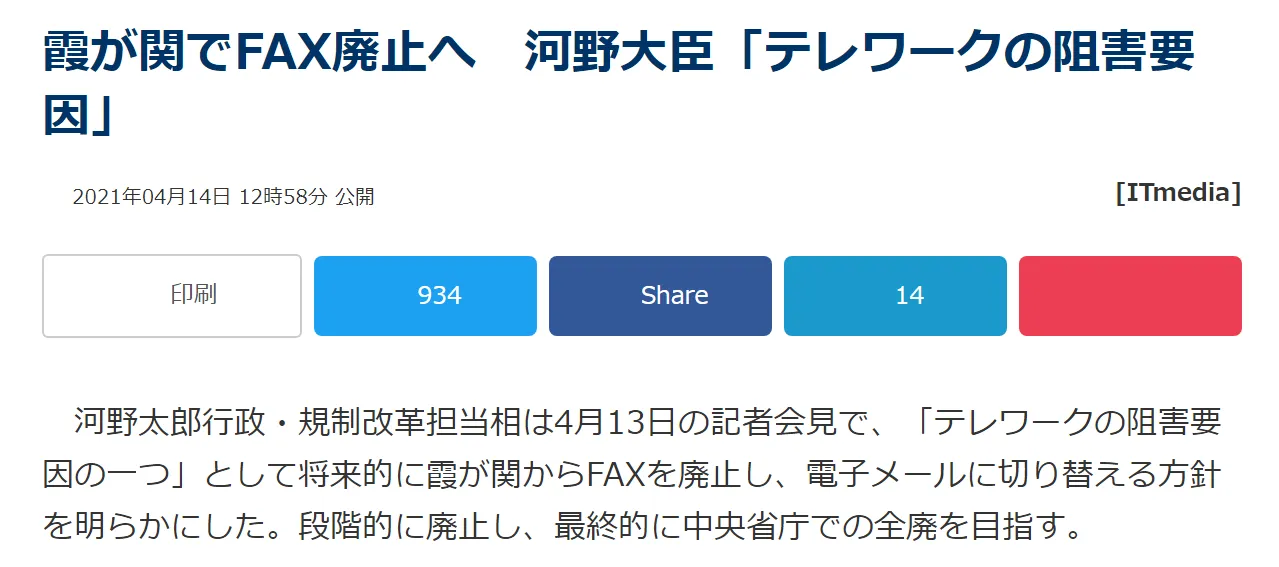 霞が関でFAX廃止へ　河野大臣「テレワークの阻害要
因」
2021年04月14日 12時58分 公開
[ITmedia]
印刷
934
Share
14
　河野太郎行政・規制改革担当相は4月13日の記者会見で、「テレワークの阻害要
因の一つ」として将来的に霞が関からFAXを廃止し、電子メールに切り替える方針
を明らかにした。段階的に廃止し、最終的に中央省庁での全廃を目指す。